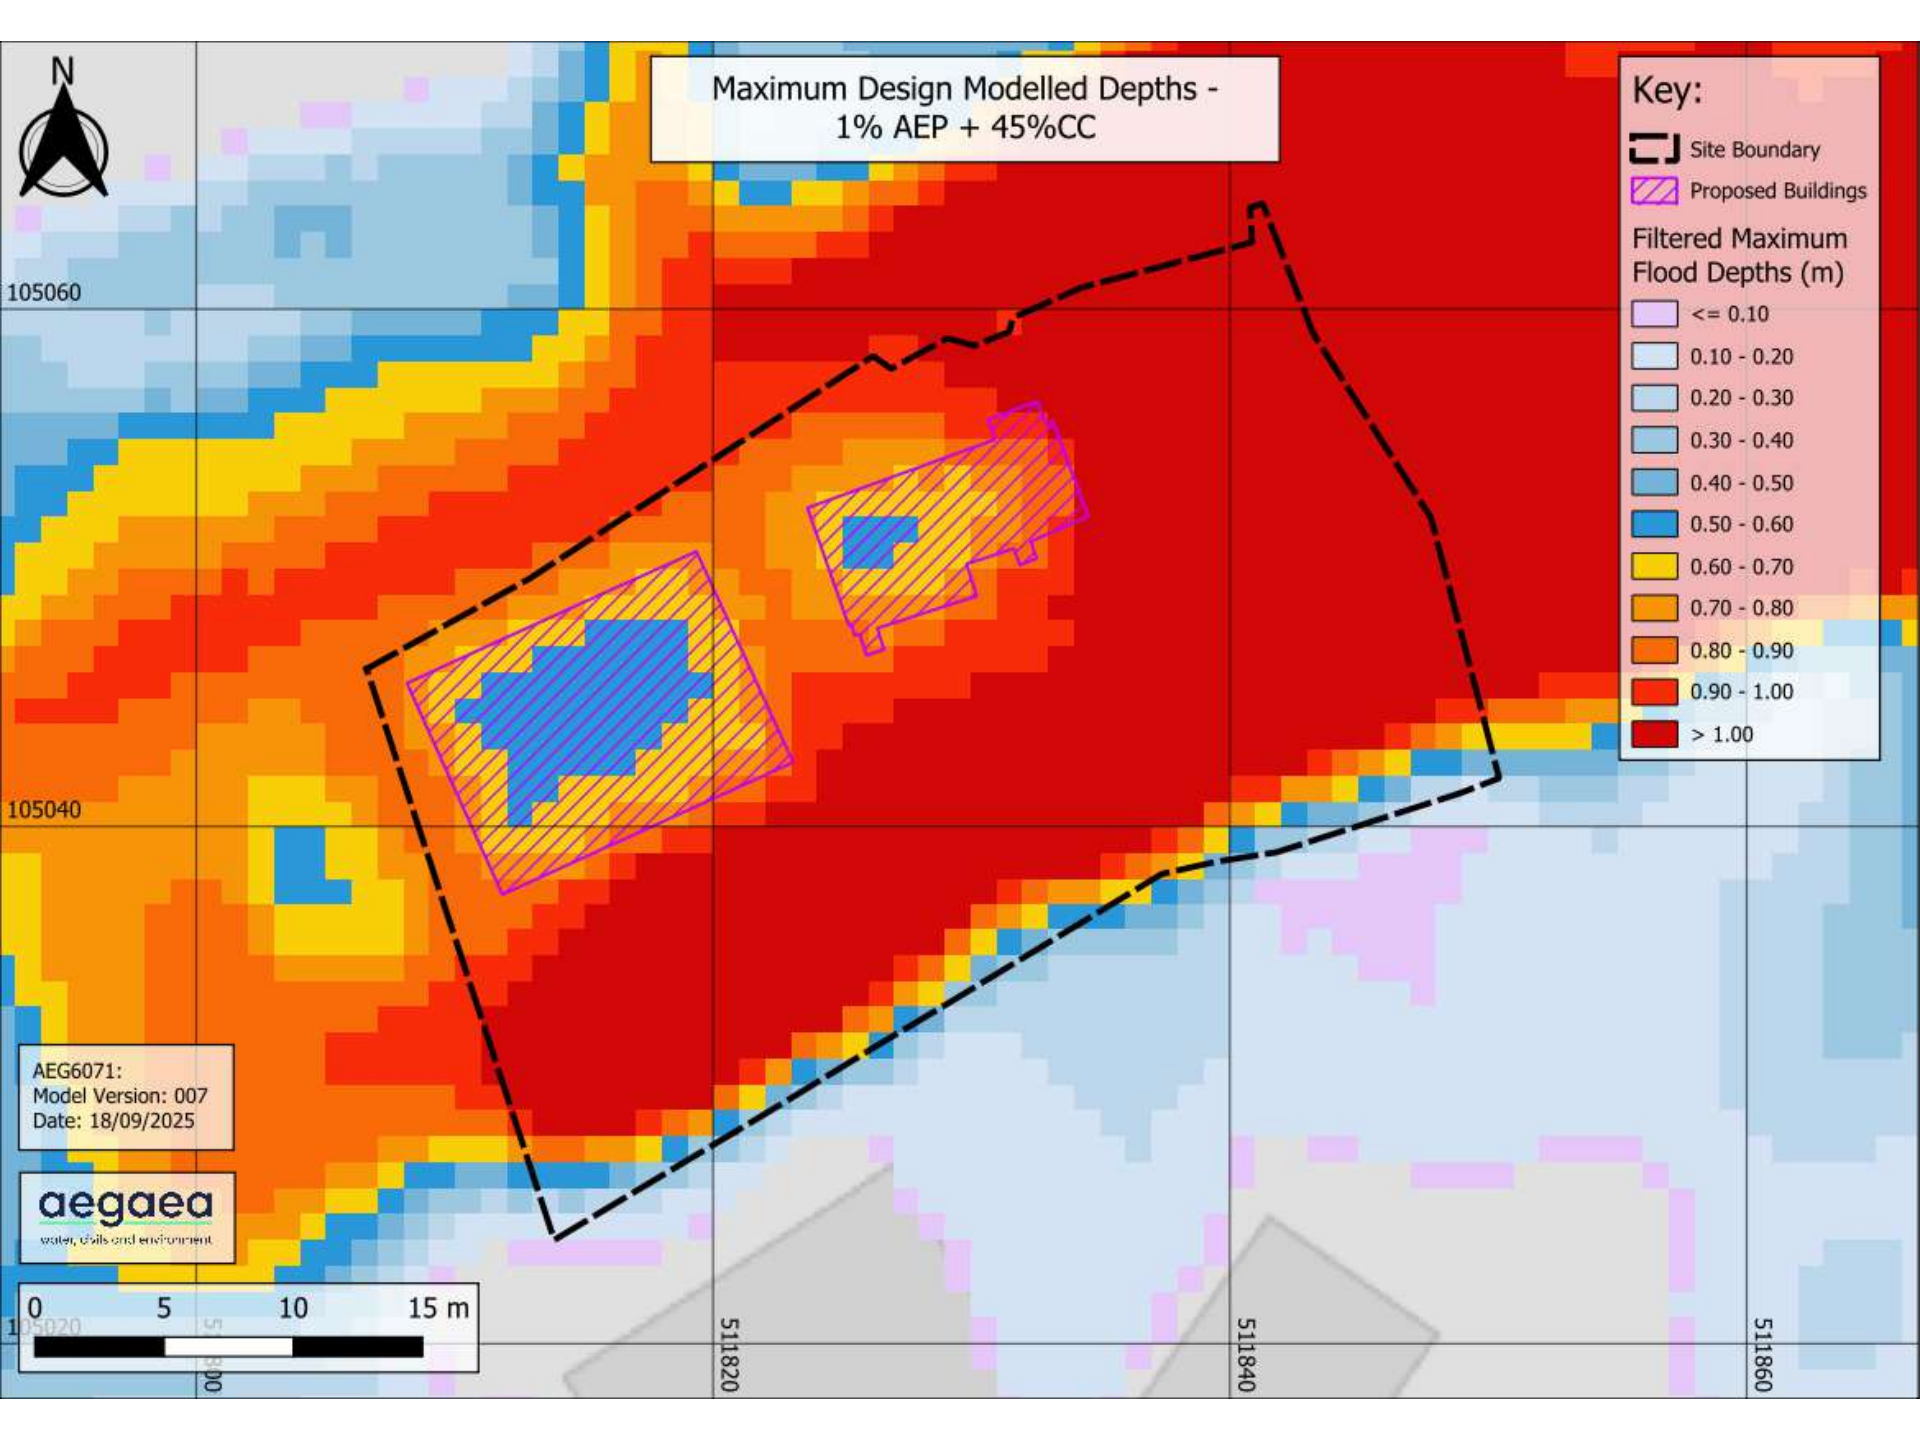 N
Maximum Design Modelled Depths -
1% AEP + 45%CC
Key:
Site Boundary
Proposed Buildings
Filtered Maximum
Flood Depths (m)
<= 0.10
0.10 - 0.20
0.20 - 0.30
0.30 - 0.40
0.40 - 0.50
0.50 - 0.60
0.60 - 0.70
0.70 - 0.80
0.80 - 0.90
0.90 - 1.00
> 1.00
105060
105040
AEG6071:
Model Version: 007
Date: 18/09/2025
aegaea
water, civils and environment
0 5 10 15 m
105020
511800
511820
511840
511860